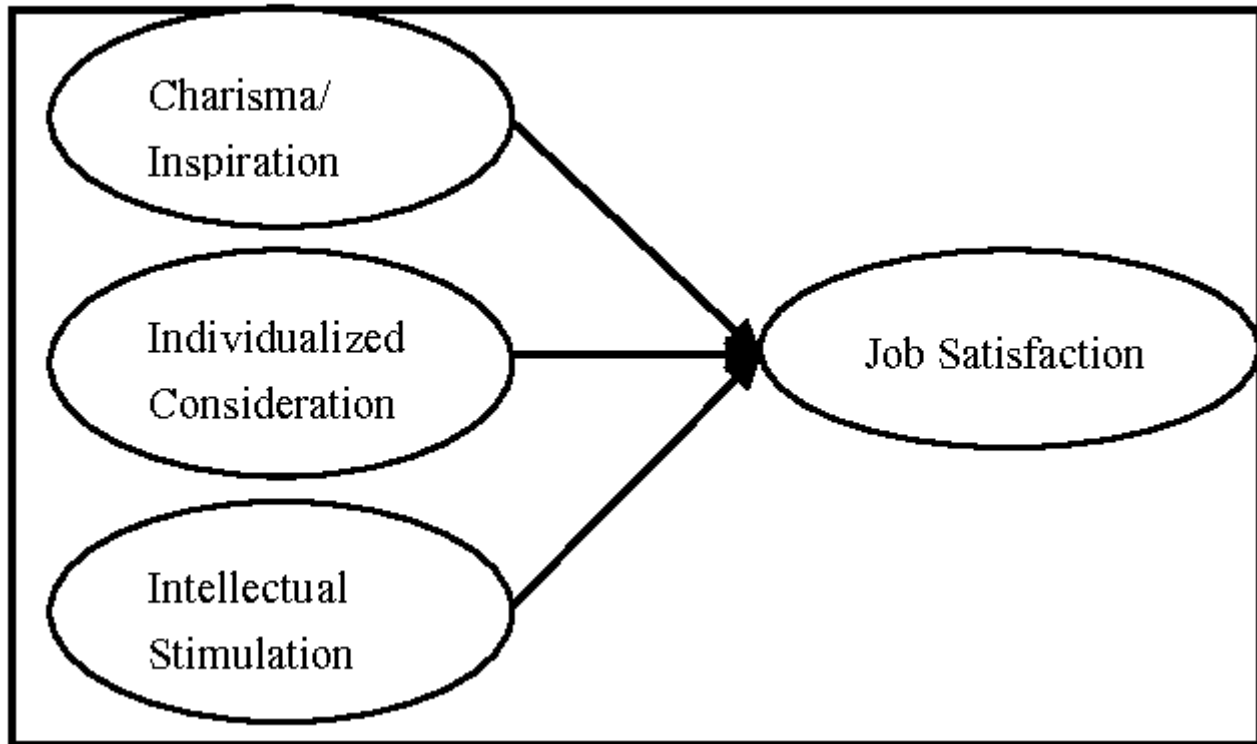 Charisma/
Inspiration
Individualized
Consideration
Job Satisfaction
Intellectual
Stimulation